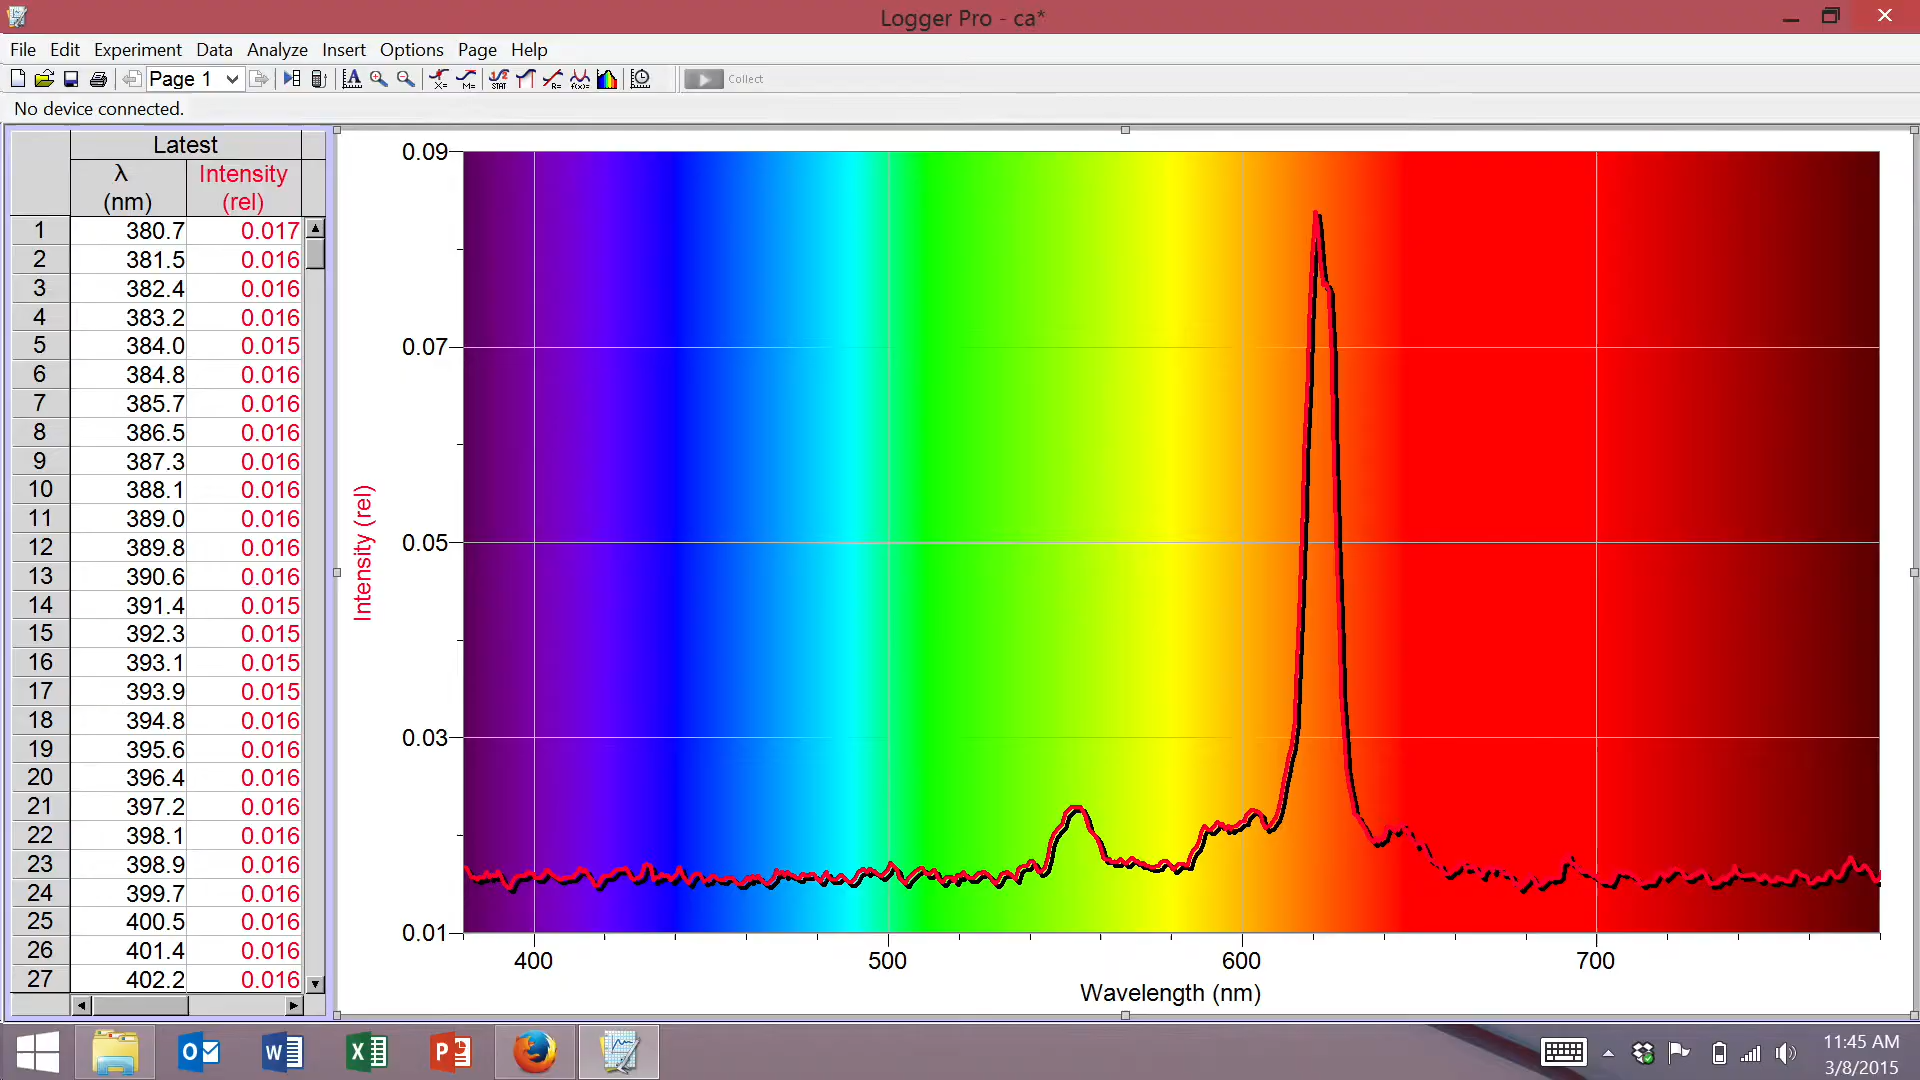 Logger Pro - ca*
File Edit Experiment Data Analyze Insert Options Page Help
Page 1
Collect
No device connected.
Latest
λ (nm) Intensity (rel)
1 380.7 0.017
2 381.5 0.016
3 382.4 0.016
4 383.2 0.016
5 384.0 0.015
6 384.8 0.016
7 385.7 0.016
8 386.5 0.016
9 387.3 0.016
10 388.1 0.016
11 389.0 0.016
12 389.8 0.016
13 390.6 0.016
14 391.4 0.015
15 392.3 0.015
16 393.1 0.015
17 393.9 0.015
18 394.8 0.016
19 395.6 0.016
20 396.4 0.016
21 397.2 0.016
22 398.1 0.016
23 398.9 0.016
24 399.7 0.016
25 400.5 0.016
26 401.4 0.016
27 402.2 0.016
Intensity (rel)
0.09
0.07
0.05
0.03
0.01
400 500 600 700
Wavelength (nm)
11:45 AM
3/8/2015